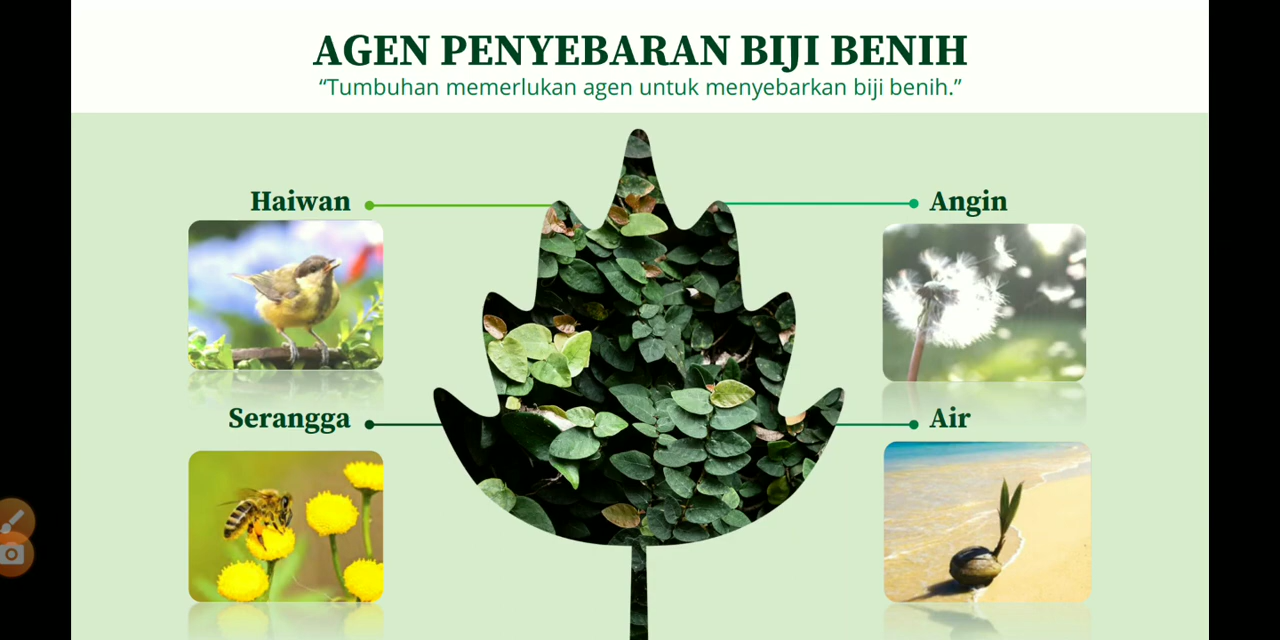 AGEN PENYEBARAN BIJI BENIH
“Tumbuhan memerlukan agen untuk menyebarkan biji benih.”
Haiwan
Angin
Serangga
Air